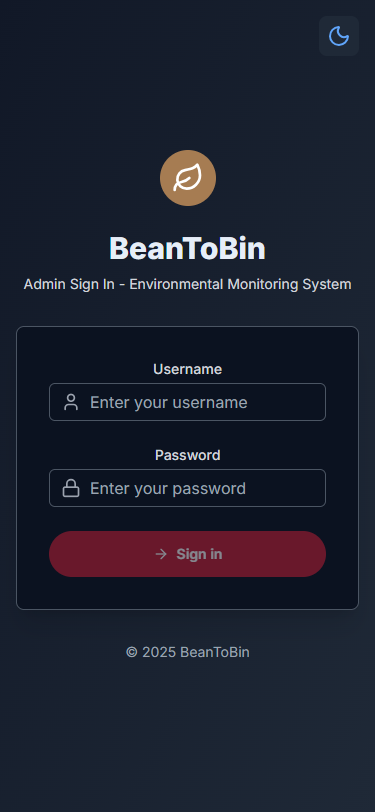 BeanToBin
Admin Sign In - Environmental Monitoring System
Username
Enter your username
Password
Enter your password
Sign in
© 2025 BeanToBin